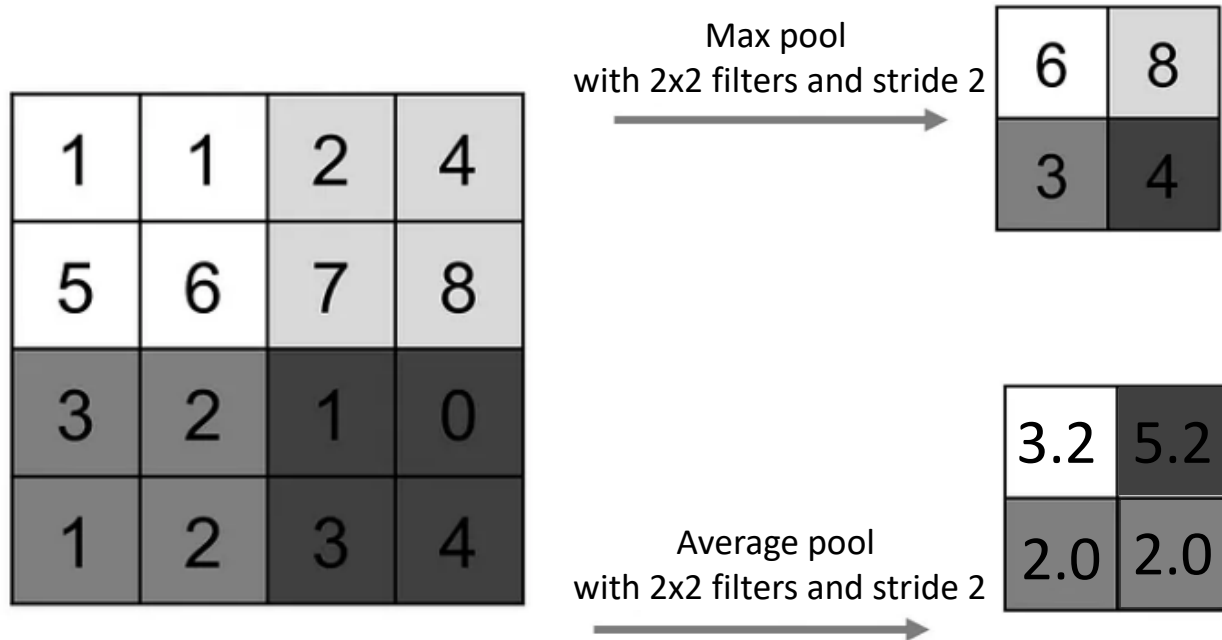 Max pool
with 2x2 filters and stride 2
6 8
3 4
1 1 2 4
5 6 7 8
3 2 1 0
1 2 3 4
3.2 5.2
2.0 2.0
Average pool
with 2x2 filters and stride 2